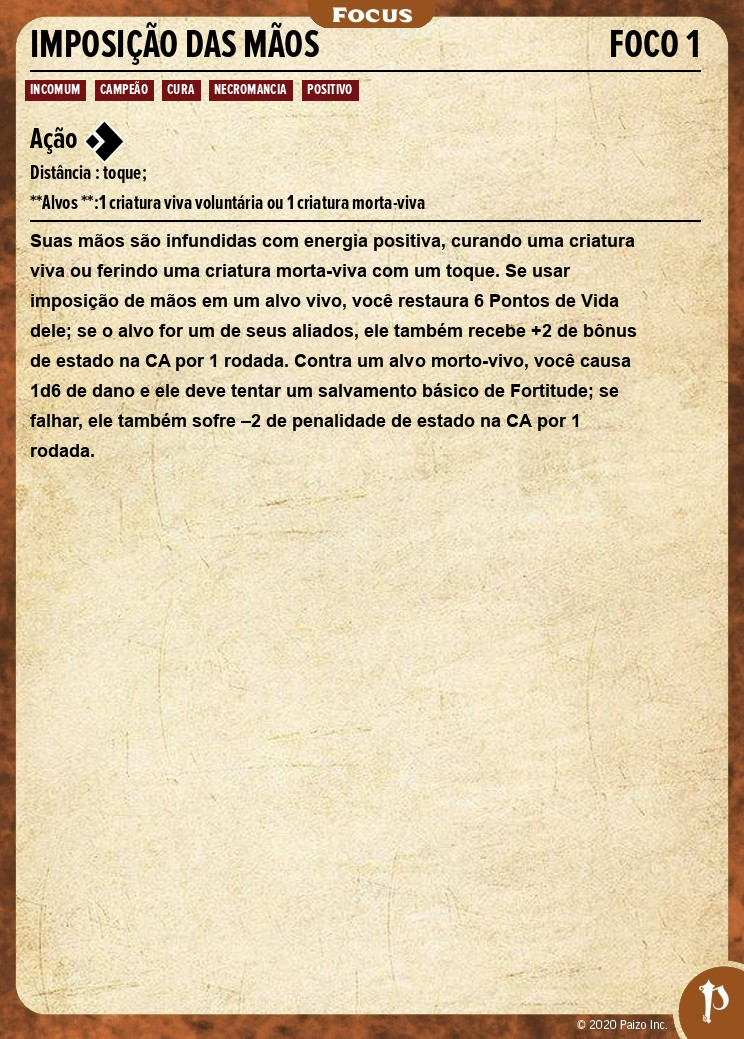 Focus
IMPOSIÇÃO DAS MÃOS FOCO 1
INCOMUM CAMPEÃO CURA NECROMANCIA POSITIVO
Ação
Distância : toque;
**Alvos **:1 criatura viva voluntária ou 1 criatura morta-viva
Suas mãos são infundidas com energia positiva, curando uma criatura
viva ou ferindo uma criatura morta-viva com um toque. Se usar
imposição de mãos em um alvo vivo, você restaura 6 Pontos de Vida
dele; se o alvo for um de seus aliados, ele também recebe +2 de bônus
de estado na CA por 1 rodada. Contra um alvo morto-vivo, você causa
1d6 de dano e ele deve tentar um salvamento básico de Fortitude; se
falhar, ele também sofre –2 de penalidade de estado na CA por 1
rodada.
© 2020 Paizo Inc.
P